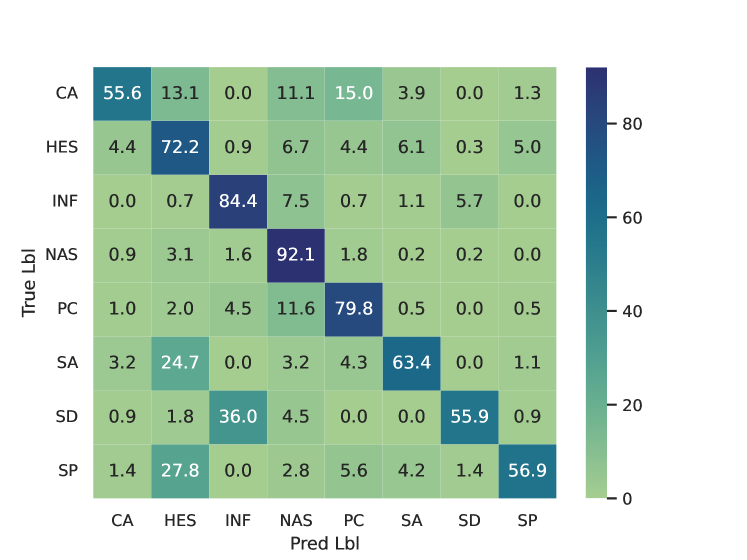 CA 55.6 13.1 0.0 11.1 15.0 3.9 0.0 1.3
HES 4.4 72.2 0.9 6.7 4.4 6.1 0.3 5.0
INF 0.0 0.7 84.4 7.5 0.7 1.1 5.7 0.0
NAS 0.9 3.1 1.6 92.1 1.8 0.2 0.2 0.0
PC 1.0 2.0 4.5 11.6 79.8 0.5 0.0 0.5
SA 3.2 24.7 0.0 3.2 4.3 63.4 0.0 1.1
SD 0.9 1.8 36.0 4.5 0.0 0.0 55.9 0.9
SP 1.4 27.8 0.0 2.8 5.6 4.2 1.4 56.9
CA HES INF NAS PC SA SD SP
Pred Lbl
True Lbl
80
60
40
20
0